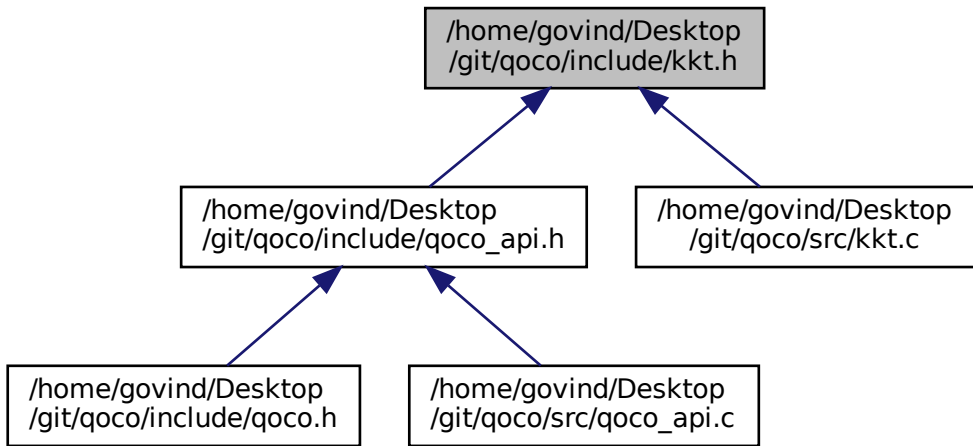 /home/govind/Desktop
/git/qoco/include/kkt.h
/home/govind/Desktop
/git/qoco/include/qoco_api.h
/home/govind/Desktop
/git/qoco/src/kkt.c
/home/govind/Desktop
/git/qoco/include/qoco.h
/home/govind/Desktop
/git/qoco/src/qoco_api.c